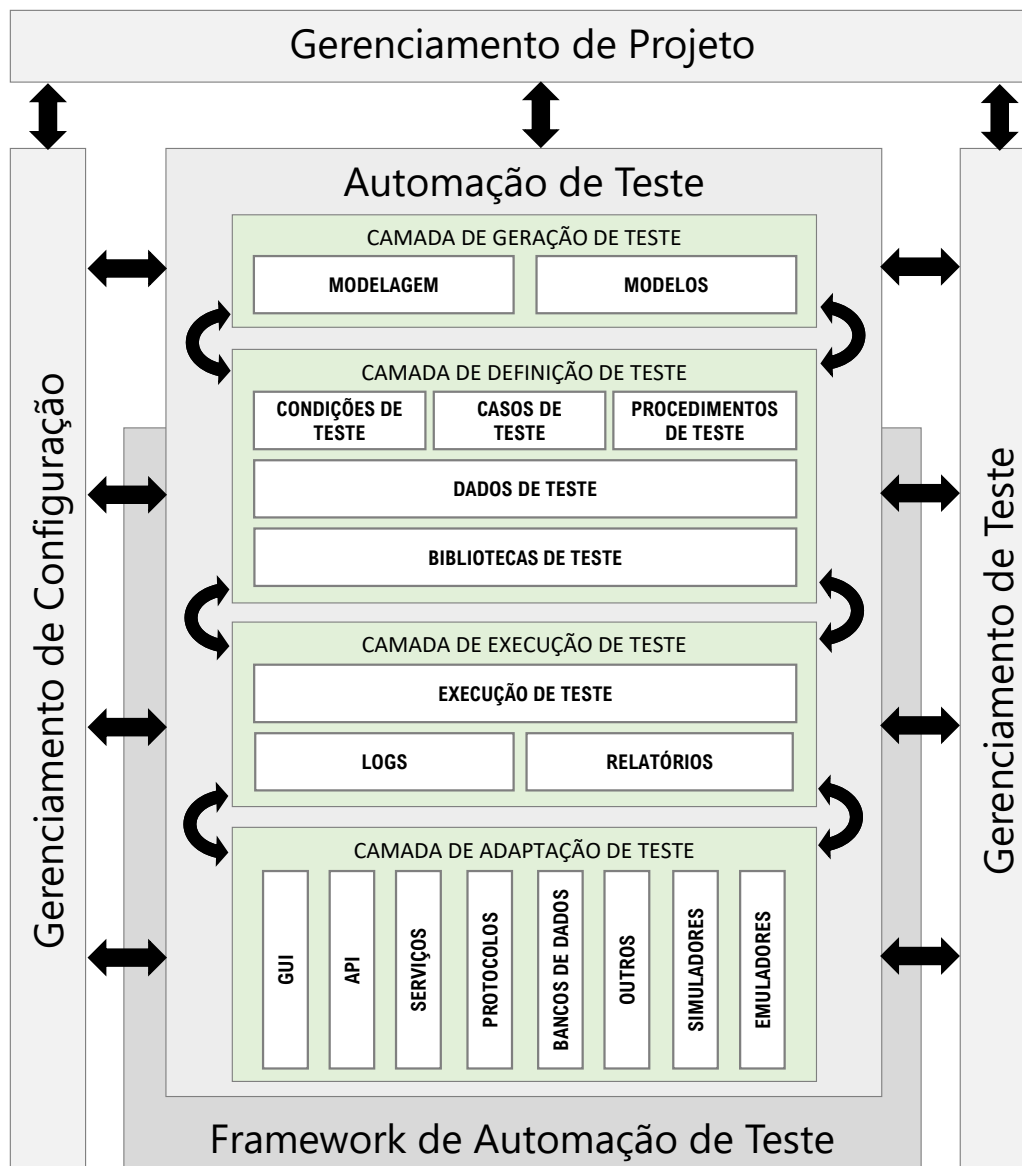 Gerenciamento de Projeto
Gerenciamento de Configuração
Automação de Teste
CAMADA DE GERAÇÃO DE TESTE
MODELAGEM
MODELOS
CAMADA DE DEFINIÇÃO DE TESTE
CONDIÇÕES DE
TESTE
CASOS DE
TESTE
PROCEDIMENTOS
DE TESTE
DADOS DE TESTE
BIBLIOTECAS DE TESTE
CAMADA DE EXECUÇÃO DE TESTE
EXECUÇÃO DE TESTE
LOGS
RELATÓRIOS
CAMADA DE ADAPTAÇÃO DE TESTE
GUI
API
SERVIÇOS
PROTOCOLOS
BANCOS DE DADOS
OUTROS
SIMULADORES
EMULADORES
Framework de Automação de Teste
Gerenciamento de Teste